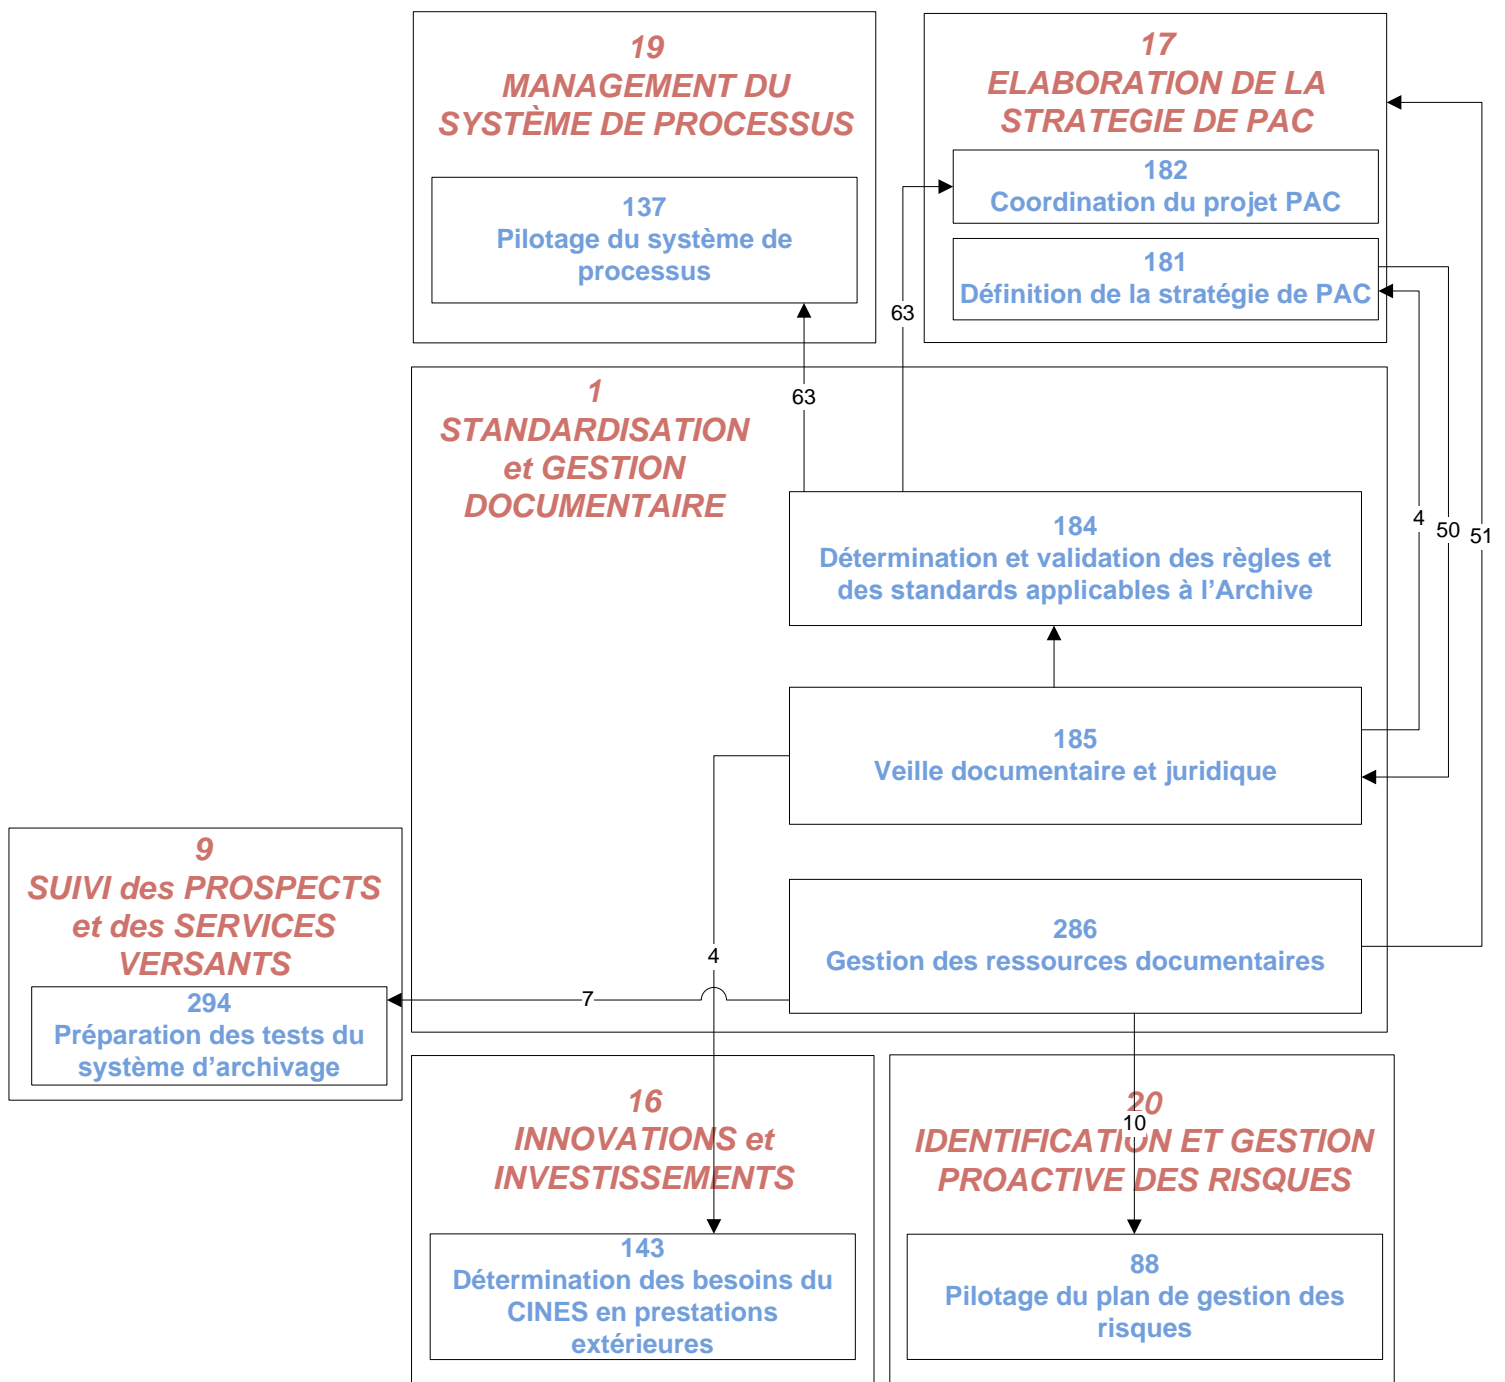 19
MANAGEMENT DU
SYSTÈME DE PROCESSUS
137
Pilotage du système de
processus
17
ELABORATION DE LA
STRATEGIE DE PAC
182
Coordination du projet PAC
181
Définition de la stratégie de PAC
63
63
4
50
51
1
STANDARDISATION
et GESTION
DOCUMENTAIRE
184
Détermination et validation des règles et
des standards applicables à l’Archive
185
Veille documentaire et juridique
286
Gestion des ressources documentaires
4
7
9
SUIVI des PROSPECTS
et des SERVICES
VERSANTS
294
Préparation des tests du
système d’archivage
16
INNOVATIONS et
INVESTISSEMENTS
143
Détermination des besoins du
CINES en prestations
extérieures
20
10
IDENTIFICATION ET GESTION
PROACTIVE DES RISQUES
88
Pilotage du plan de gestion des
risques